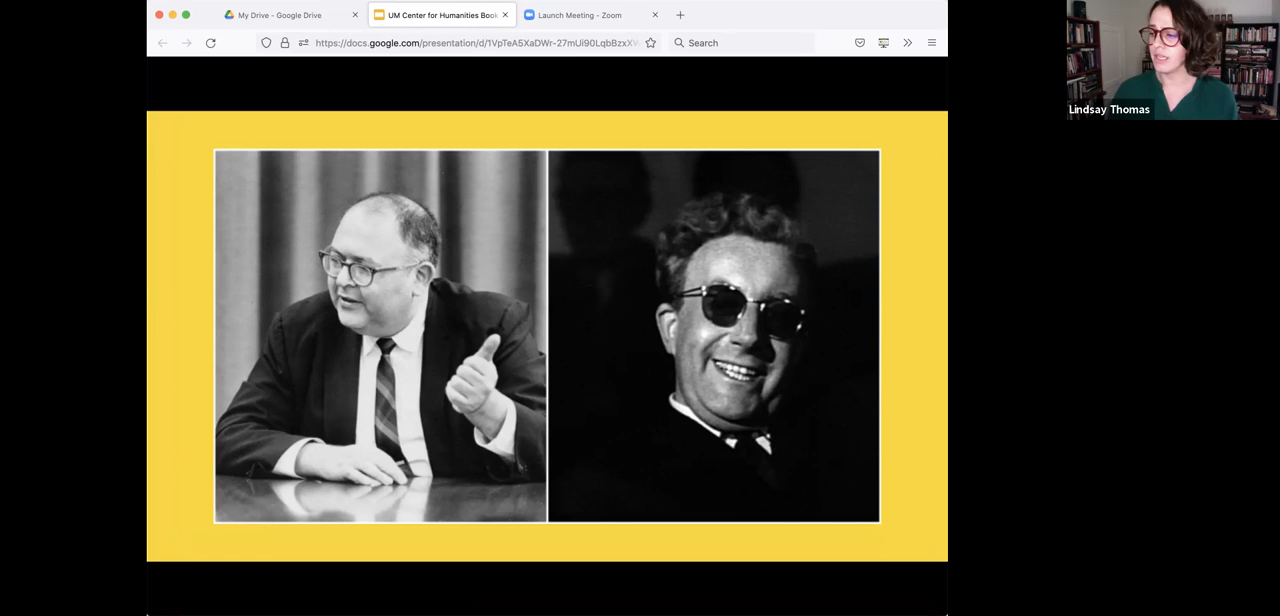 My Drive - Google Drive
UM Center for Humanities Book
Launch Meeting - Zoom
https://docs.google.com/presentation/d/1VpTeA5XaDWr-27mUi90LqbBzxXV
Search
Lindsay Thomas